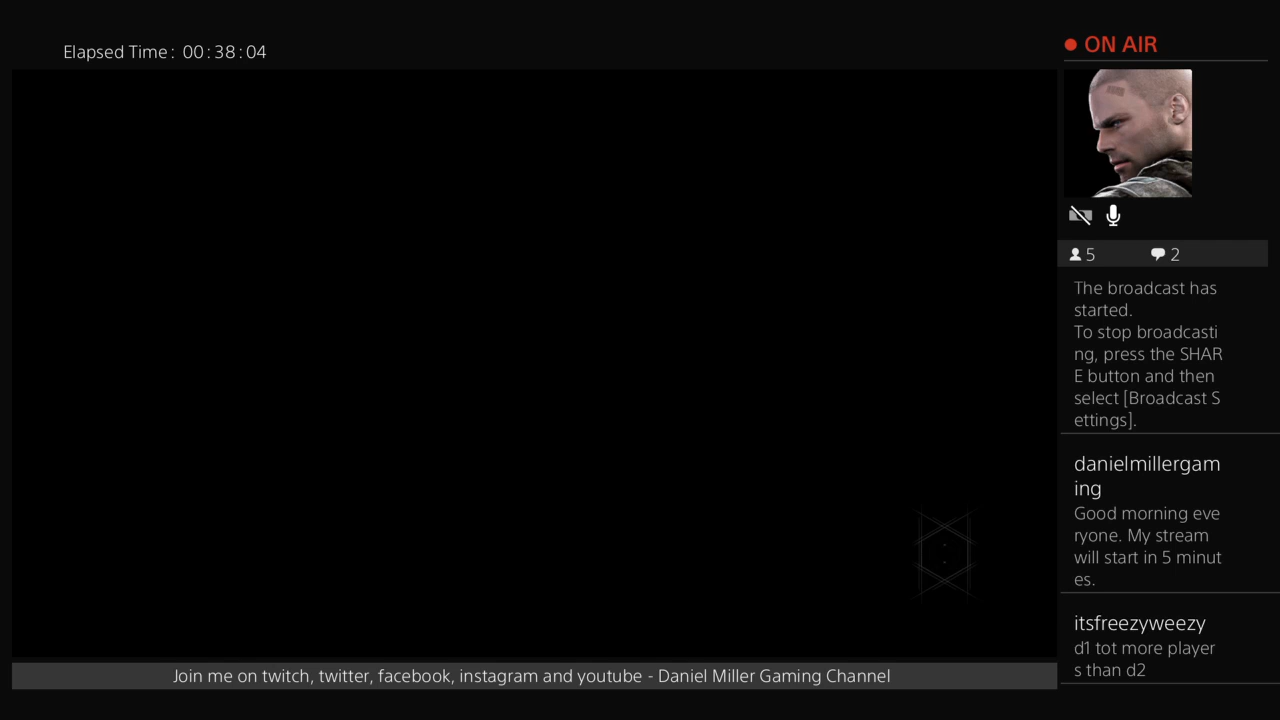 Elapsed Time: 00:38:04
ON AIR
5 2
The broadcast has
started.
To stop broadcasti
ng, press the SHAR
E button and then
select [Broadcast S
ettings].
danielmillergam
ing
Good morning eve
ryone. My stream
will start in 5 minut
es.
itsfreezyweezy
d1 tot more player
s than d2
Join me on twitch, twitter, facebook, instagram and youtube - Daniel Miller Gaming Channel